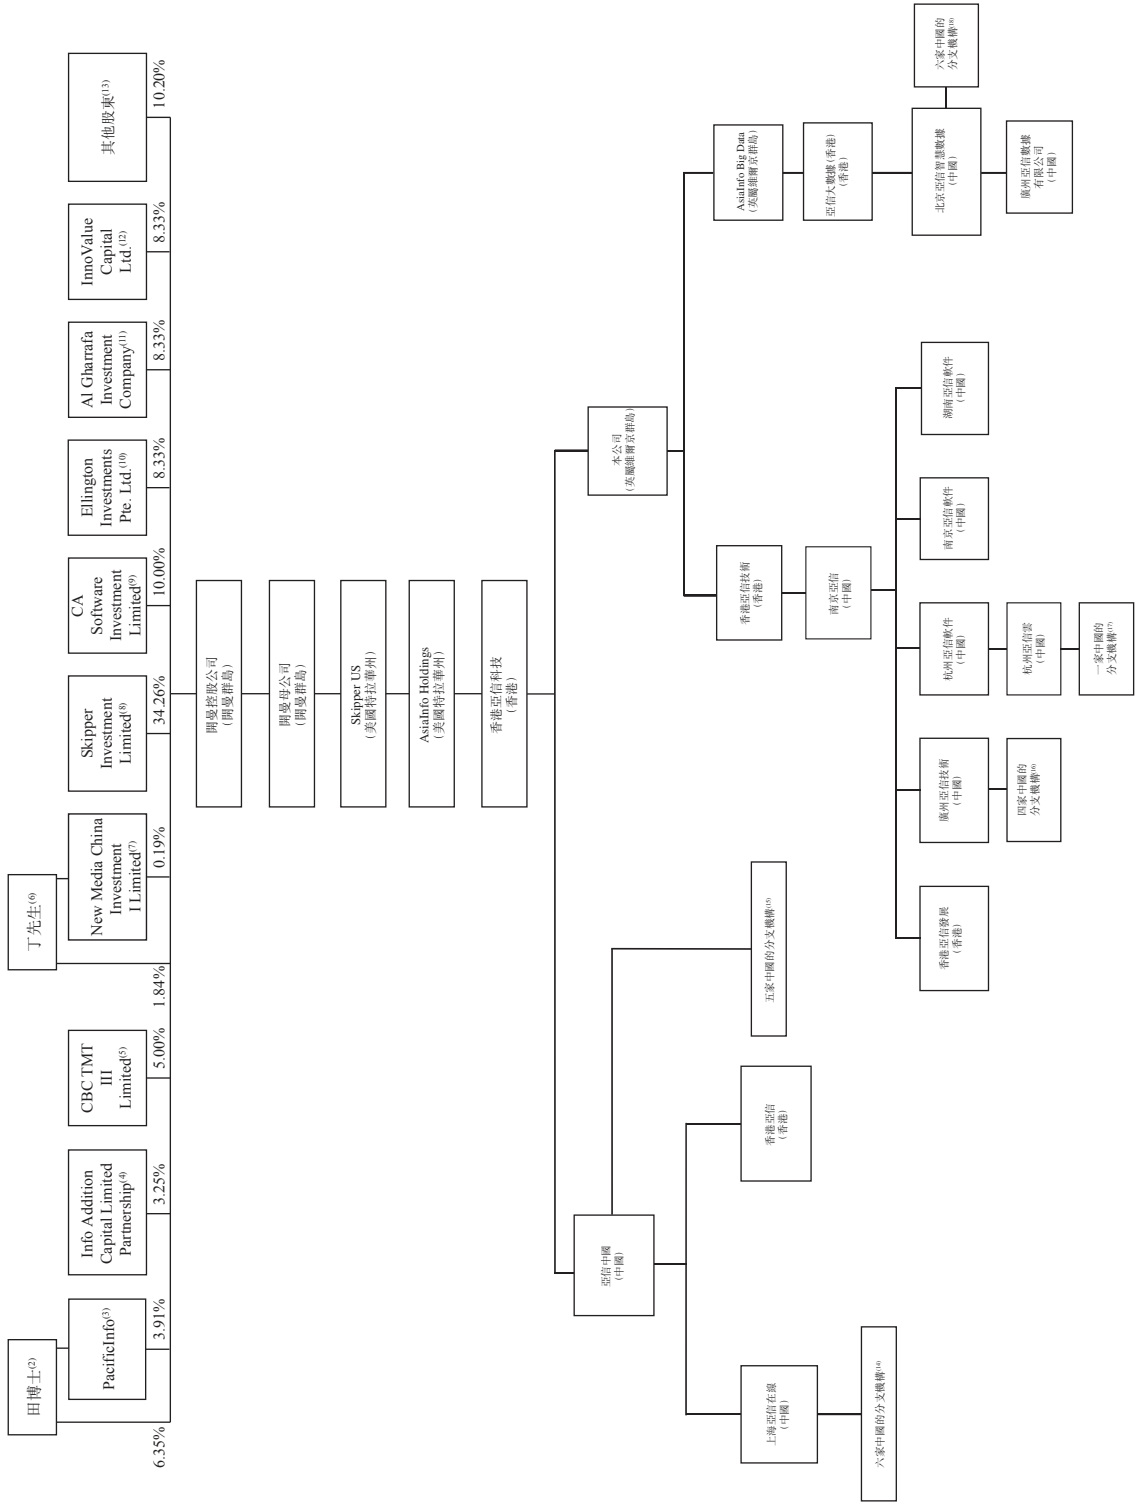 田博士(2)
丁先生(6)
PacificInfo(3)
Info Addition
Capital Limited
Partnership(4)
CBC TMT
III
Limited(5)
New Media China
Investment
I Limited(7)
Skipper
Investment
Limited(8)
CA
Software
Investment
Limited(9)
Ellington
Investments
Pte. Ltd.(10)
Al Gharrafa
Investment
Company(11)
InnoValue
Capital
Ltd.(12)
其他股東(13)
6.35%
3.91%
3.25%
5.00%
1.84%
0.19%
34.26%
10.00%
8.33%
8.33%
8.33%
10.20%
開曼控股公司
(開曼群島)
開曼母公司
(開曼群島)
Skipper US
(美國特拉華州)
AsiaInfo Holdings
(美國特拉華州)
香港亞信科技
(香港)
亞信中國
(中國)
本公司
(英屬維爾京群島)
上海亞信在線
(中國)
香港亞信
(香港)
五家中國的分支機構(15)
六家中國的分支機構(14)
香港亞信技術
(香港)
AsiaInfo Big Data
(英屬維爾京群島)
南京亞信
(中國)
亞信大數據(香港)
(香港)
香港亞信發展
(香港)
廣州亞信技術
(中國)
杭州亞信軟件
(中國)
南京亞信軟件
(中國)
湖南亞信軟件
(中國)
北京亞信智慧數據
(中國)
六家中國的
分支機構(18)
四家中國的
分支機構(16)
杭州亞信雲
(中國)
廣州亞信數據
有限公司
(中國)
一家中國的
分支機構(17)